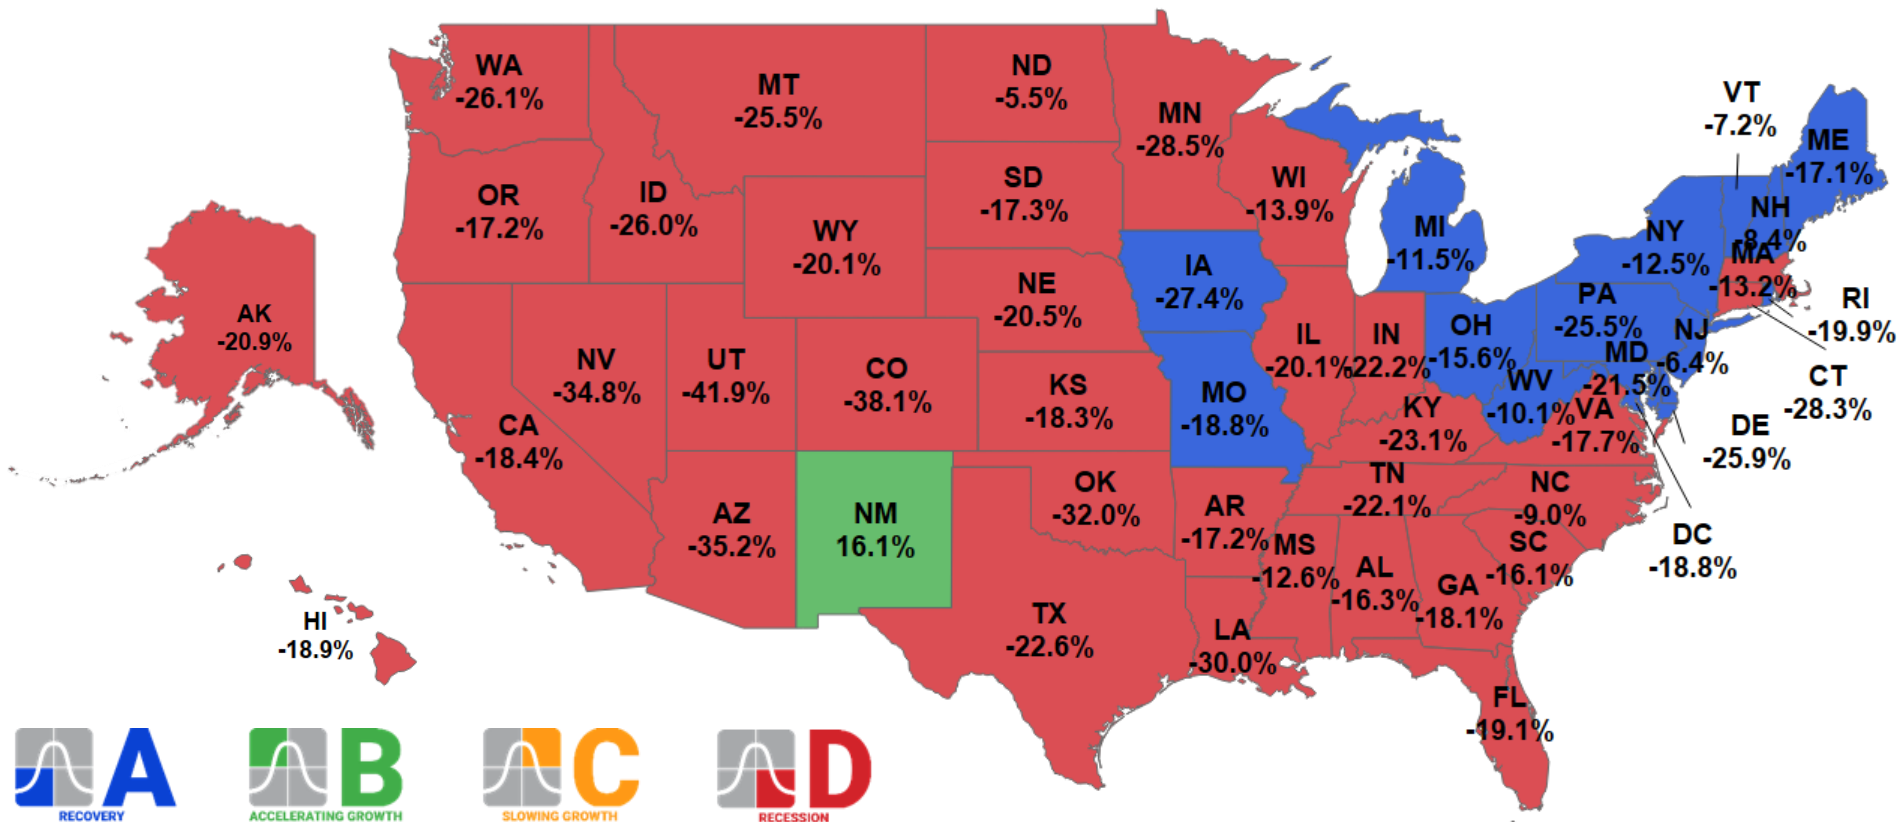 WA
-26.1%
MT
-25.5%
ND
-5.5%
MN
-28.5%
VT
-7.2%
ME
-17.1%
OR
-17.2%
ID
-26.0%
WY
-20.1%
SD
-17.3%
WI
-13.9%
MI
-11.5%
NY
-12.5%
NH
-8.4%
MA
-13.2%
RI
-19.9%
CT
-28.3%
AK
-20.9%
NV
-34.8%
UT
-41.9%
CO
-38.1%
NE
-20.5%
IA
-27.4%
IL
-20.1%
IN
-22.2%
OH
-15.6%
PA
-25.5%
NJ
-6.4%
MD
-21.5%
DE
-25.9%
DC
-18.8%
CA
-18.4%
KS
-18.3%
MO
-18.8%
KY
-23.1%
WV
-10.1%
VA
-17.7%
AZ
-35.2%
NM
16.1%
OK
-32.0%
AR
-17.2%
TN
-22.1%
NC
-9.0%
SC
-16.1%
MS
-12.6%
AL
-16.3%
GA
-18.1%
HI
-18.9%
TX
-22.6%
LA
-30.0%
FL
-19.1%
A
RECOVERY
B
ACCELERATING GROWTH
C
SLOWING GROWTH
D
RECESSION